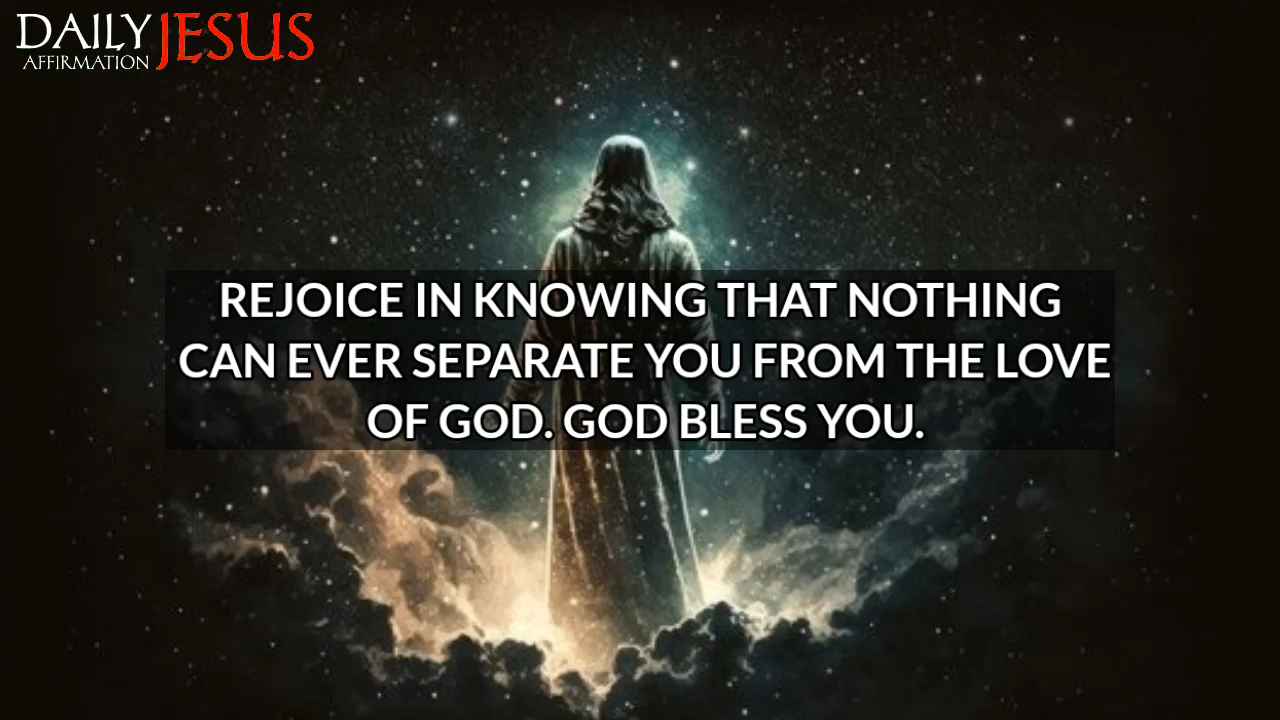 DAILY JESUS
AFFIRMATION
REJOICE IN KNOWING THAT NOTHING
CAN EVER SEPARATE YOU FROM THE LOVE
OF GOD. GOD BLESS YOU.